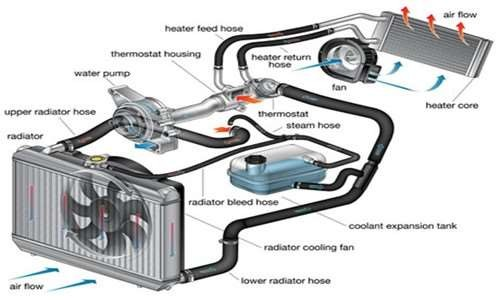 heater feed hose
air flow
thermostat housing
heater return
hose
water pump
fan
heater core
upper radiator hose
thermostat
steam hose
radiator
radiator bleed hose
coolant expansion tank
radiator cooling fan
air flow
lower radiator hose